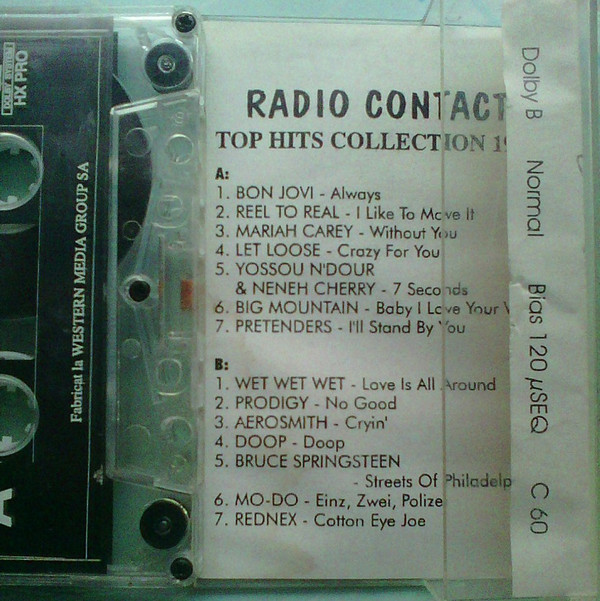 RADIO CONTACT
TOP HITS COLLECTION 1
A:
1. BON JOVI - Always
2. REEL TO REAL - I Like To Move It
3. MARIAH CAREY - Without You
4. LET LOOSE - Crazy For You
5. YOSSOU N'DOUR
& NENEH CHERRY - 7 Seconds
6. BIG MOUNTAIN - Baby I Love Your
7. PRETENDERS - I'll Stand By You
B:
1. WET WET WET - Love Is All Around
2. PRODIGY - No Good
3. AEROSMITH - Cryin'
4. DOOP - Doop
5. BRUCE SPRINGSTEEN
- Streets Of Philadelp
6. MO-DO - Einz, Zwei, Polize
7. REDNEX - Cotton Eye Joe
Dolby B Normal Bias 120 µSEQ C 60
Fabricat la WESTERN MEDIA GROUP SA
DOLBY SYSTEM
HX PRO
A